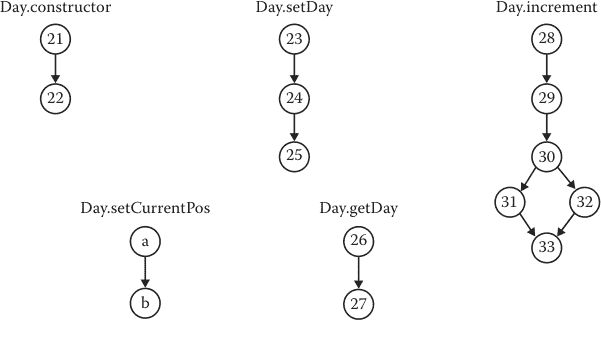 Day.constructor
21
22
Day.setDay
23
24
25
Day.increment
28
29
30
31
32
33
Day.setCurrentPos
a
b
Day.getDay
26
27